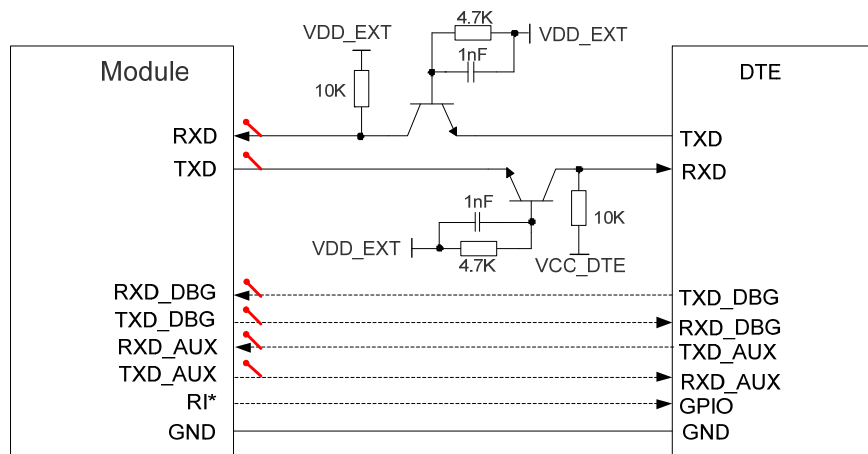 4.7K
VDD_EXT
VDD_EXT
1nF
Module
DTE
10K
RXD
TXD
TXD
RXD
1nF
10K
VDD_EXT
4.7K
VCC_DTE
RXD_DBG
TXD_DBG
TXD_DBG
RXD_DBG
RXD_AUX
TXD_AUX
TXD_AUX
RXD_AUX
RI*
GPIO
GND
GND